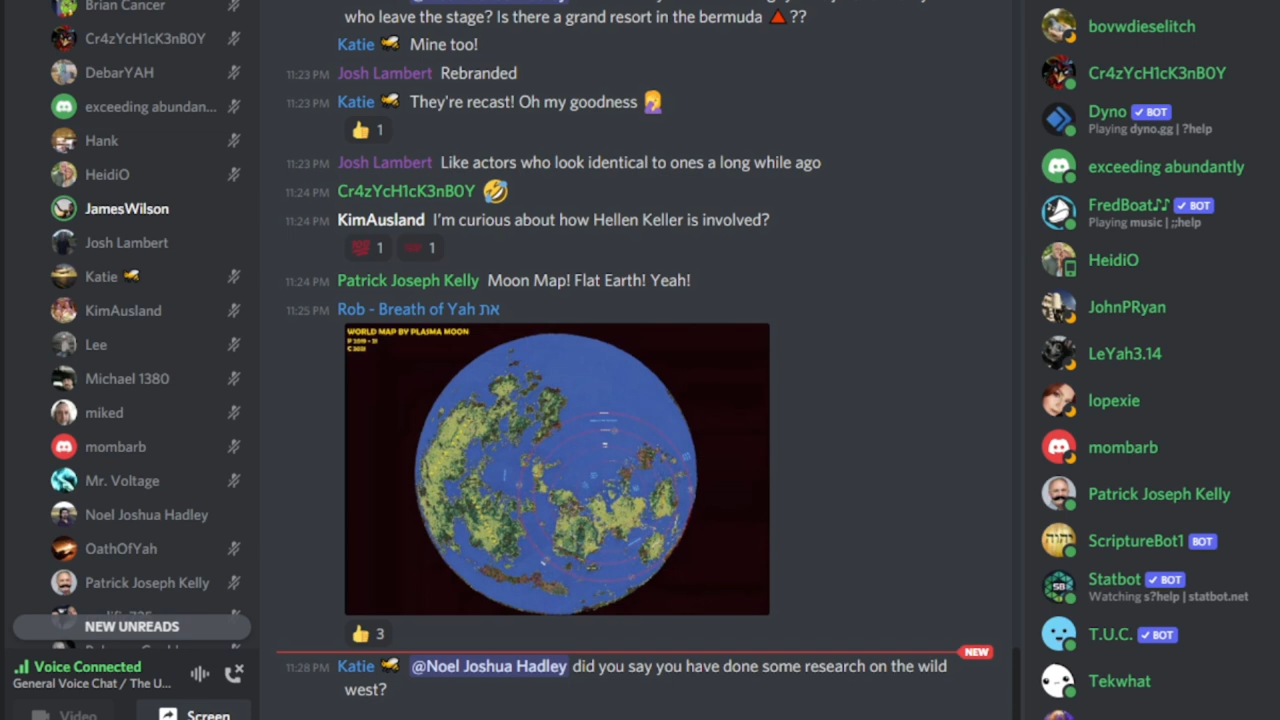 Brian Cancer
Cr4zYcH1cK3nB0Y
DebarYAH
exceeding abundan...
Hank
HeidiO
JamesWilson
Josh Lambert
Katie
KimAusland
Lee
Michael 1380
miked
mombarb
Mr. Voltage
Noel Joshua Hadley
OathOfYah
Patrick Joseph Kelly
NEW UNREADS
Voice Connected
General Voice Chat / The U...
Video
Screen
who leave the stage? Is there a grand resort in the bermuda 🔺 ??
Katie Mine too!
11:23 PM Josh Lambert Rebranded
11:23 PM Katie They're recast! Oh my goodness 🤦
👍 1
11:23 PM Josh Lambert Like actors who look identical to ones a long while ago
11:24 PM Cr4zYcH1cK3nB0Y 🤣
11:24 PM KimAusland I'm curious about how Hellen Keller is involved?
💯 1 1
11:24 PM Patrick Joseph Kelly Moon Map! Flat Earth! Yeah!
11:25 PM Rob - Breath of Yah את
WORLD MAP BY PLASMA MOON
👍 3
NEW
11:28 PM Katie @Noel Joshua Hadley did you say you have done some research on the wild
west?
bovwdieselitch
Cr4zYcH1cK3nB0Y
Dyno ✓ BOT
Playing dyno.gg | ?help
exceeding abundantly
FredBoat♪♪ ✓ BOT
Playing music | ;;help
HeidiO
JohnPRyan
LeYah3.14
lopexie
mombarb
Patrick Joseph Kelly
ScriptureBot1 BOT
Statbot ✓ BOT
Watching s?help | statbot.net
T.U.C. ✓ BOT
Tekwhat